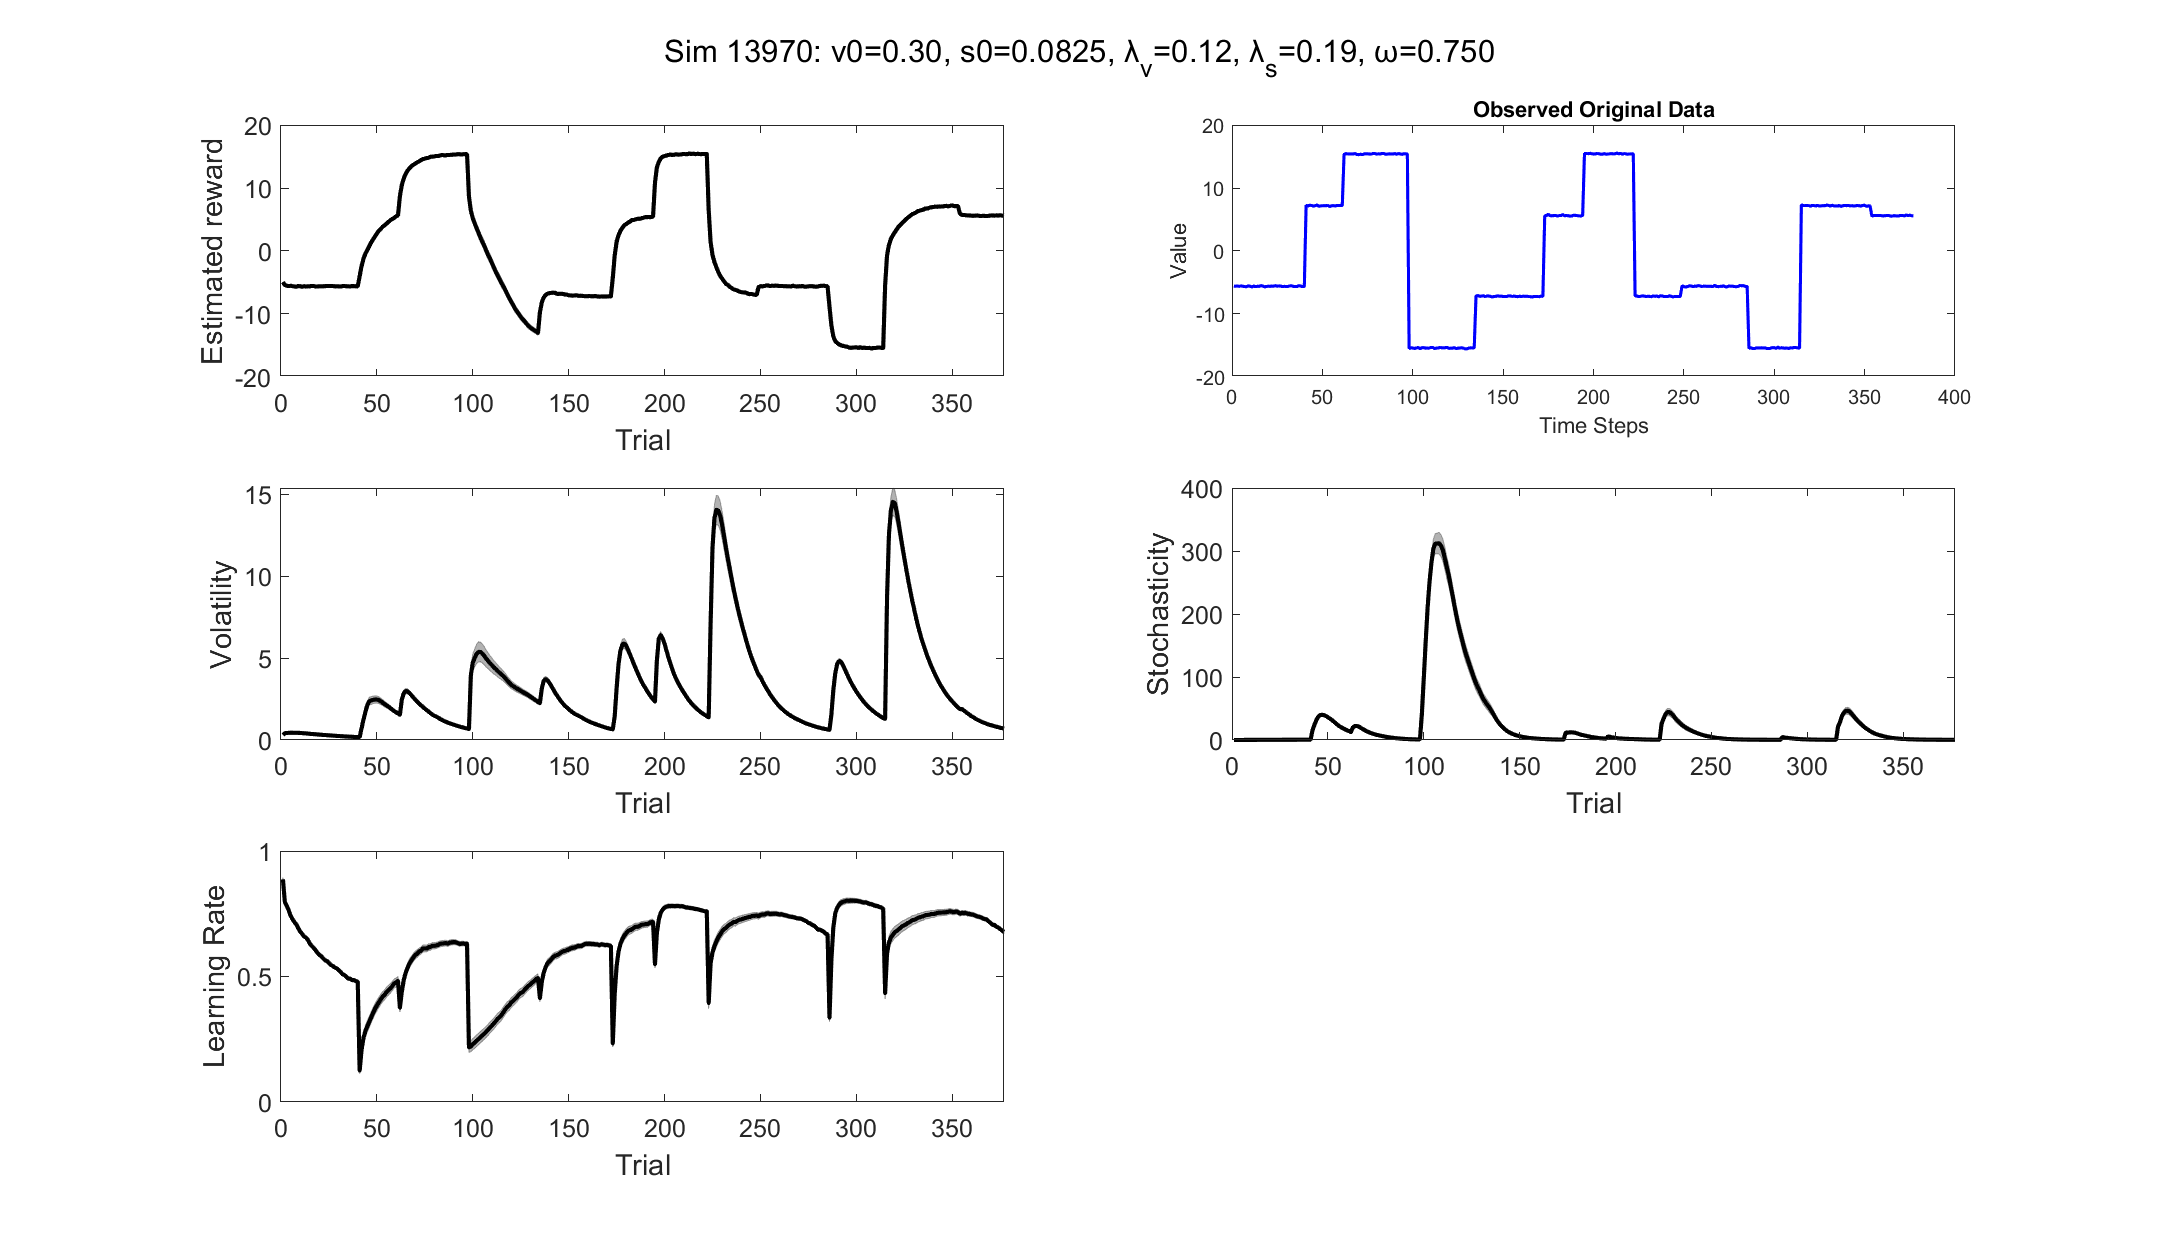 Sim 13970: v0=0.30, s0=0.0825, λ_v=0.12, λ_s=0.19, ω=0.750
Estimated reward
20
10
0
-10
-20
0 50 100 150 200 250 300 350
Trial
Observed Original Data
Value
20
10
0
-10
-20
0 50 100 150 200 250 300 350 400
Time Steps
Volatility
15
10
5
0
0 50 100 150 200 250 300 350
Trial
Stochasticity
400
300
200
100
0
0 50 100 150 200 250 300 350
Trial
Learning Rate
1
0.5
0
0 50 100 150 200 250 300 350
Trial